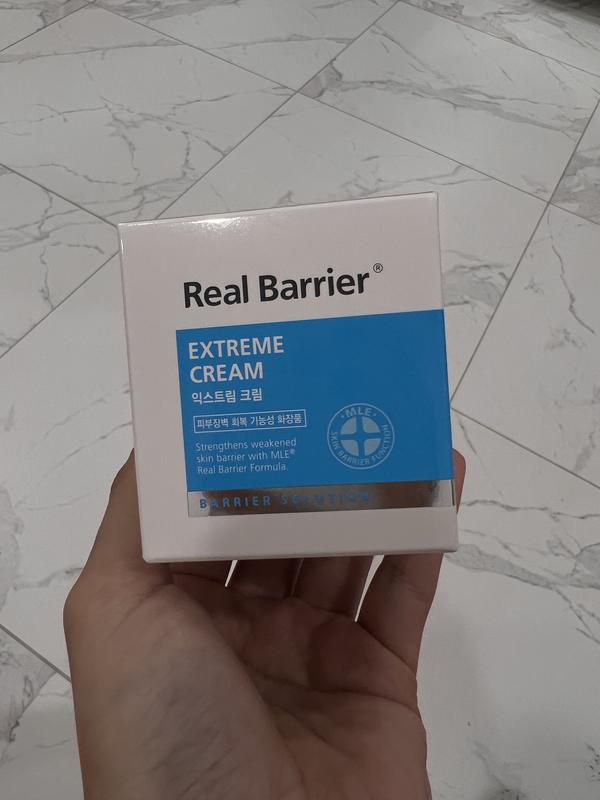 Real Barrier®
EXTREME
CREAM
익스트림 크림
피부장벽 회복 기능성 화장품
Strengthens weakened
skin barrier with MLE®
Real Barrier Formula.
·MLE·
SKIN BARRIER FUNCTION
BARRIER SOLUTION